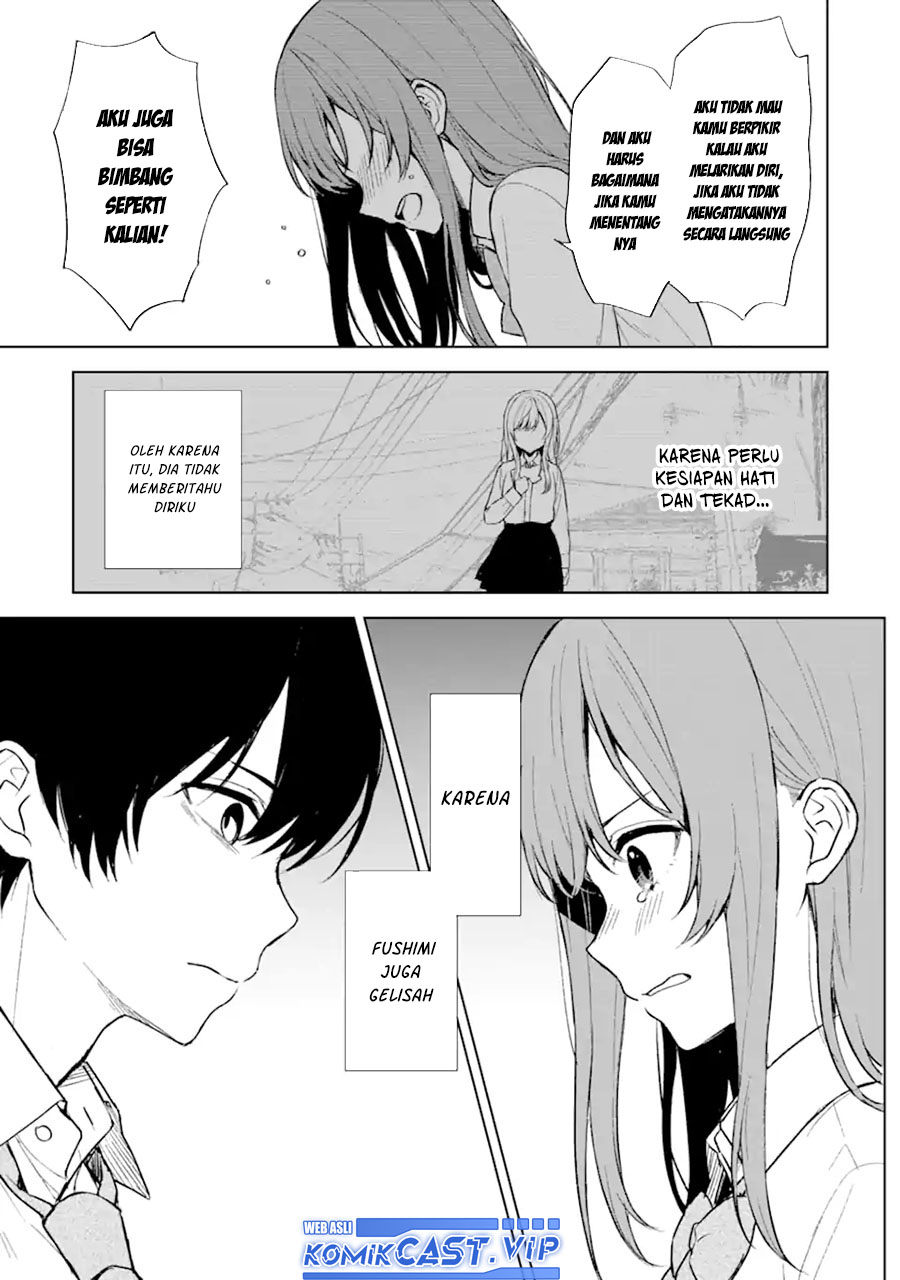 AKU TIDAK MAU
KAMU BERPIKIR
KALAU AKU
MELARIKAN DIRI,
JIKA AKU TIDAK
MENGATAKANNYA
SECARA LANGSUNG
DAN AKU
HARUS
BAGAIMANA
JIKA KAMU
MENENTANG
NYA
AKU JUGA
BISA
BIMBANG
SEPERTI
KALIAN!
KARENA PERLU
KESIAPAN HATI
DAN TEKAD...
OLEH KARENA
ITU, DIA TIDAK
MEMBERITAHU
DIRIKU
KARENA
FUSHIMI
JUGA
GELISAH
WEB ASLI
KOMIKCAST.VIP